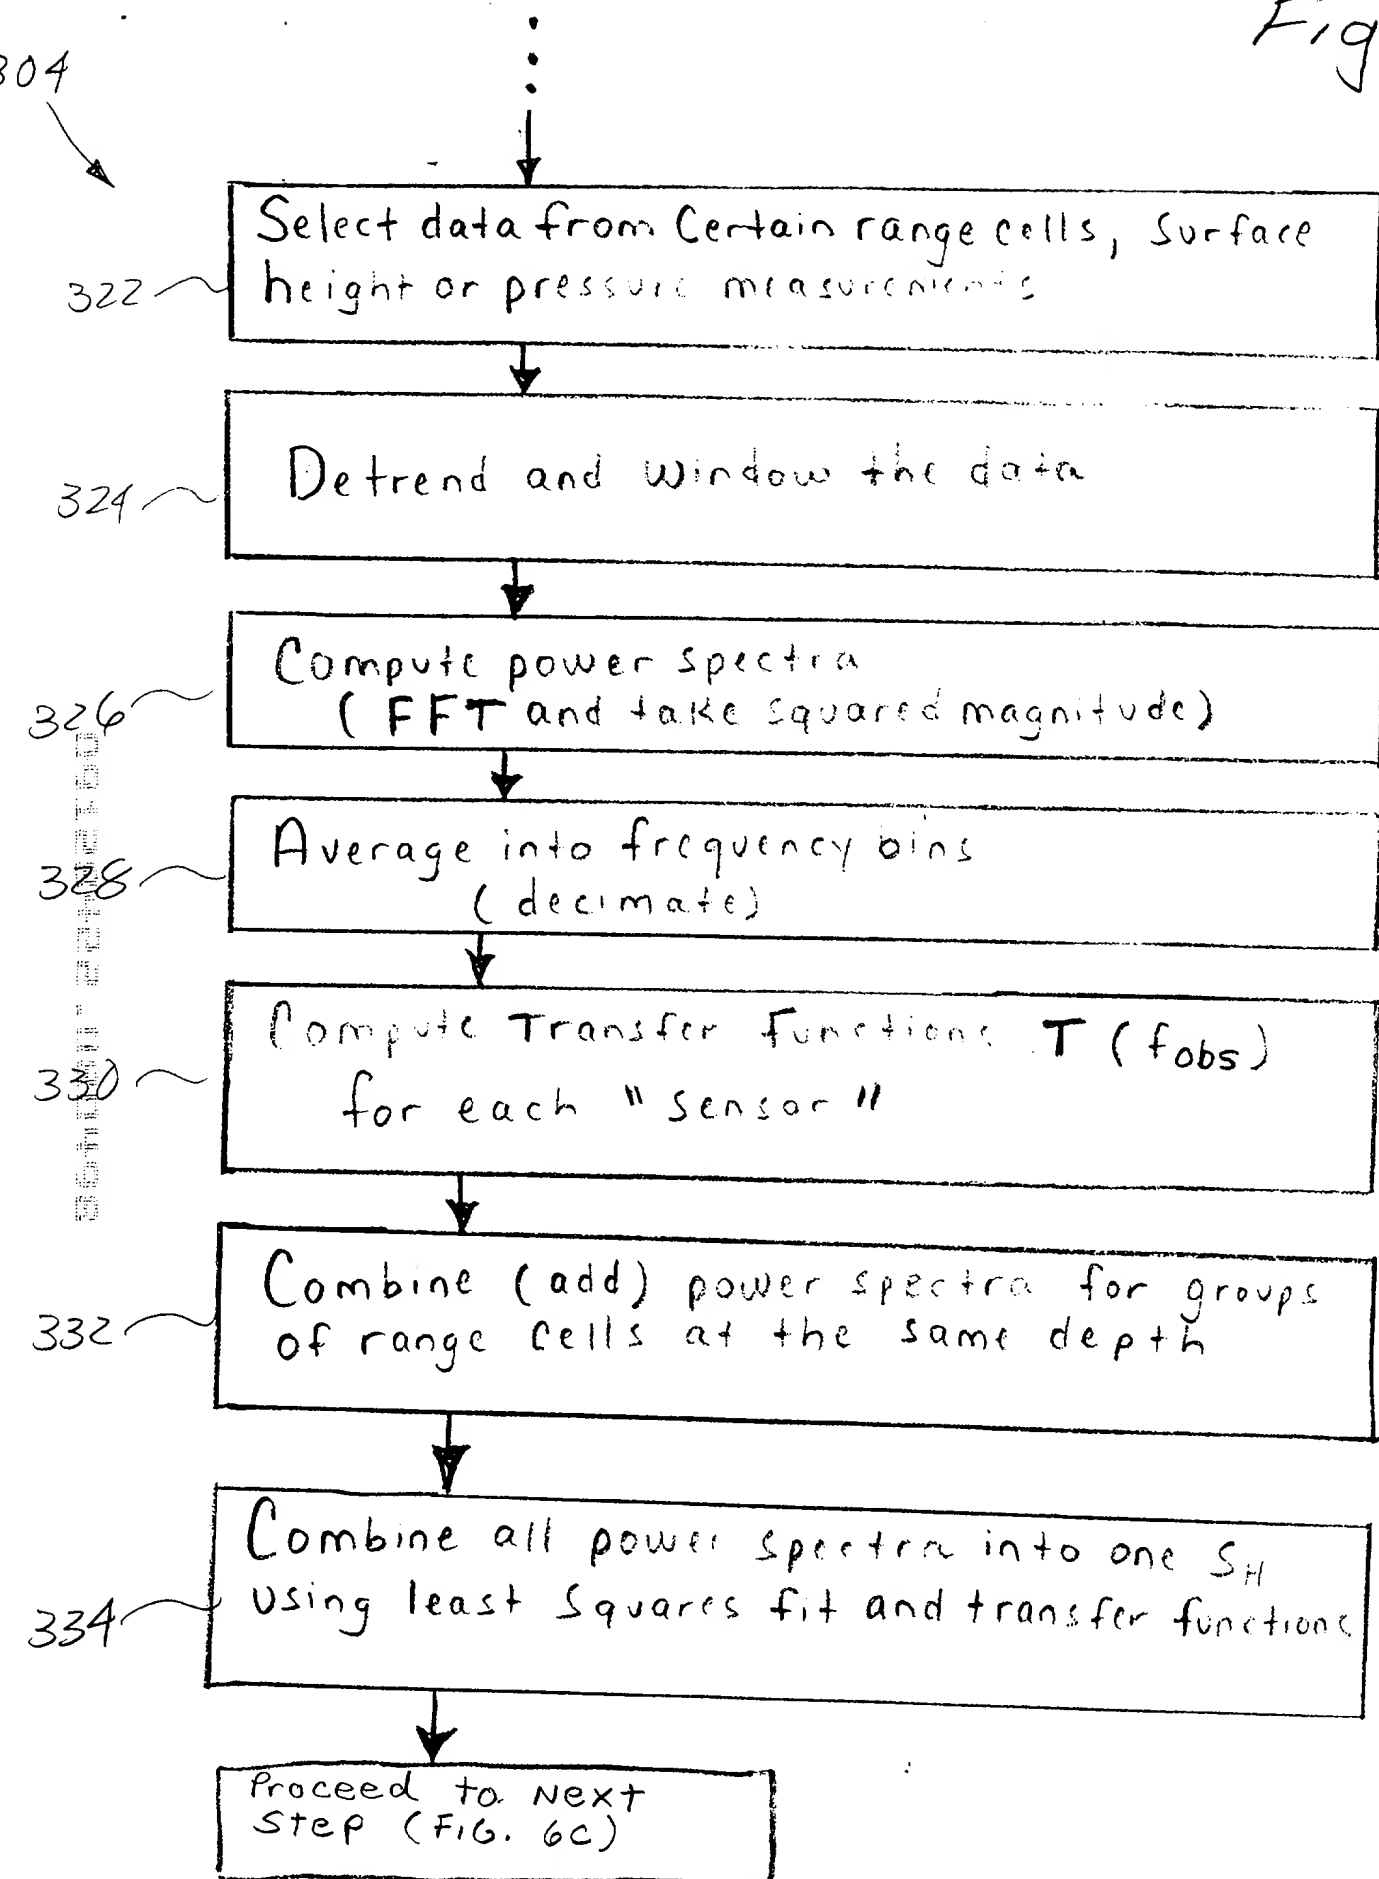 Fig
304
Select data from Certain range cells, Surface
322
height or pressure measurements
Detrend and Window the data
324
Compute power spectra
326
(FFT and take squared magnitude)
Average into frequency bins
328
(decimate)
Compute Transfer Functions T (fobs)
330
for each "sensor"
Combine (add) power spectra for groups
332
of range cells at the same depth
Combine all power spectra into one SH
334
using least squares fit and transfer functions
Proceed to Next
Step (FIG. 6C)